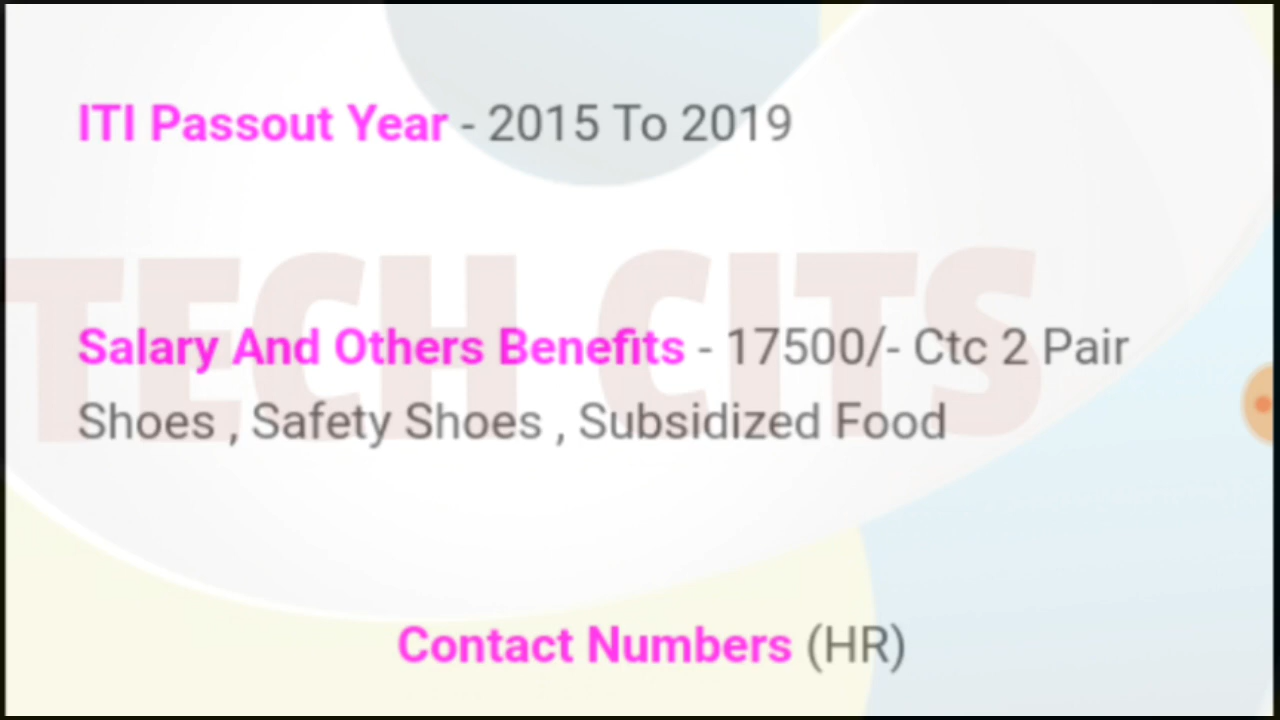 ITI Passout Year - 2015 To 2019
TECH CITS
Salary And Others Benefits - 17500/- Ctc 2 Pair
Shoes , Safety Shoes , Subsidized Food
Contact Numbers (HR)